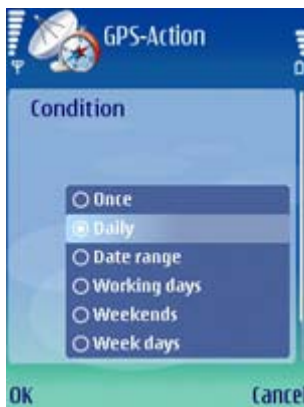 GPS-Action
Condition
Once
Daily
Date range
Working days
Weekends
Week days
OK Cancel